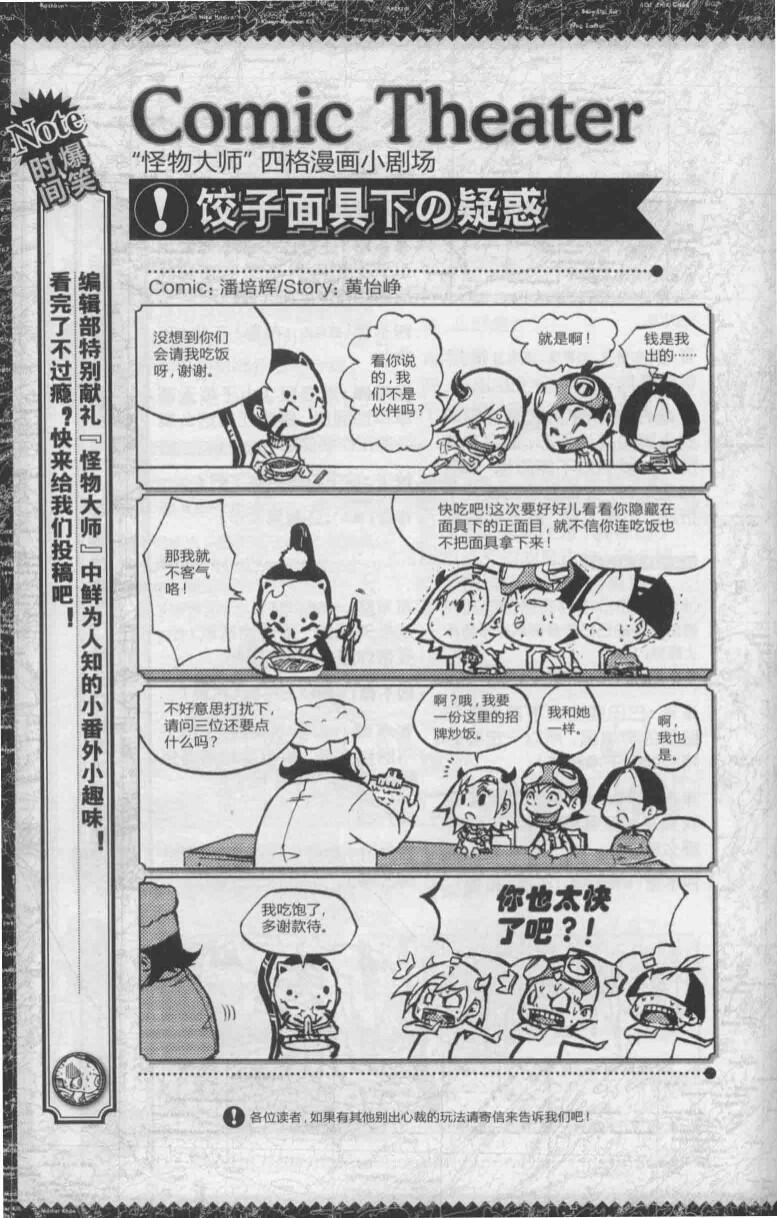 Comic Theater
“怪物大师”四格漫画小剧场
! 饺子面具下の疑惑
Note
爆笑
时间
编辑部特别献礼『怪物大师』中鲜为人知的小番外小趣味！
看完了不过瘾？快来给我们投稿吧！
Comic: 潘培辉/Story: 黄怡峥
没想到你们
会请我吃饭
呀，谢谢。
看你说
的，我
们不是
伙伴吗？
就是啊！
钱是我
出的……
那我就
不客气
咯！
快吃吧！这次要好好儿看看你隐藏在
面具下的正面目，就不信你连吃饭也
不把面具拿下来！
不好意思打扰下，
请问三位还要点
什么吗？
啊？哦，我要
一份这里的招
牌炒饭。
我和她
一样。
啊，
我也
是。
我吃饱了，
多谢款待。
你也太快
了吧？！
! 各位读者，如果有其他别出心裁的玩法请寄信来告诉我们吧！